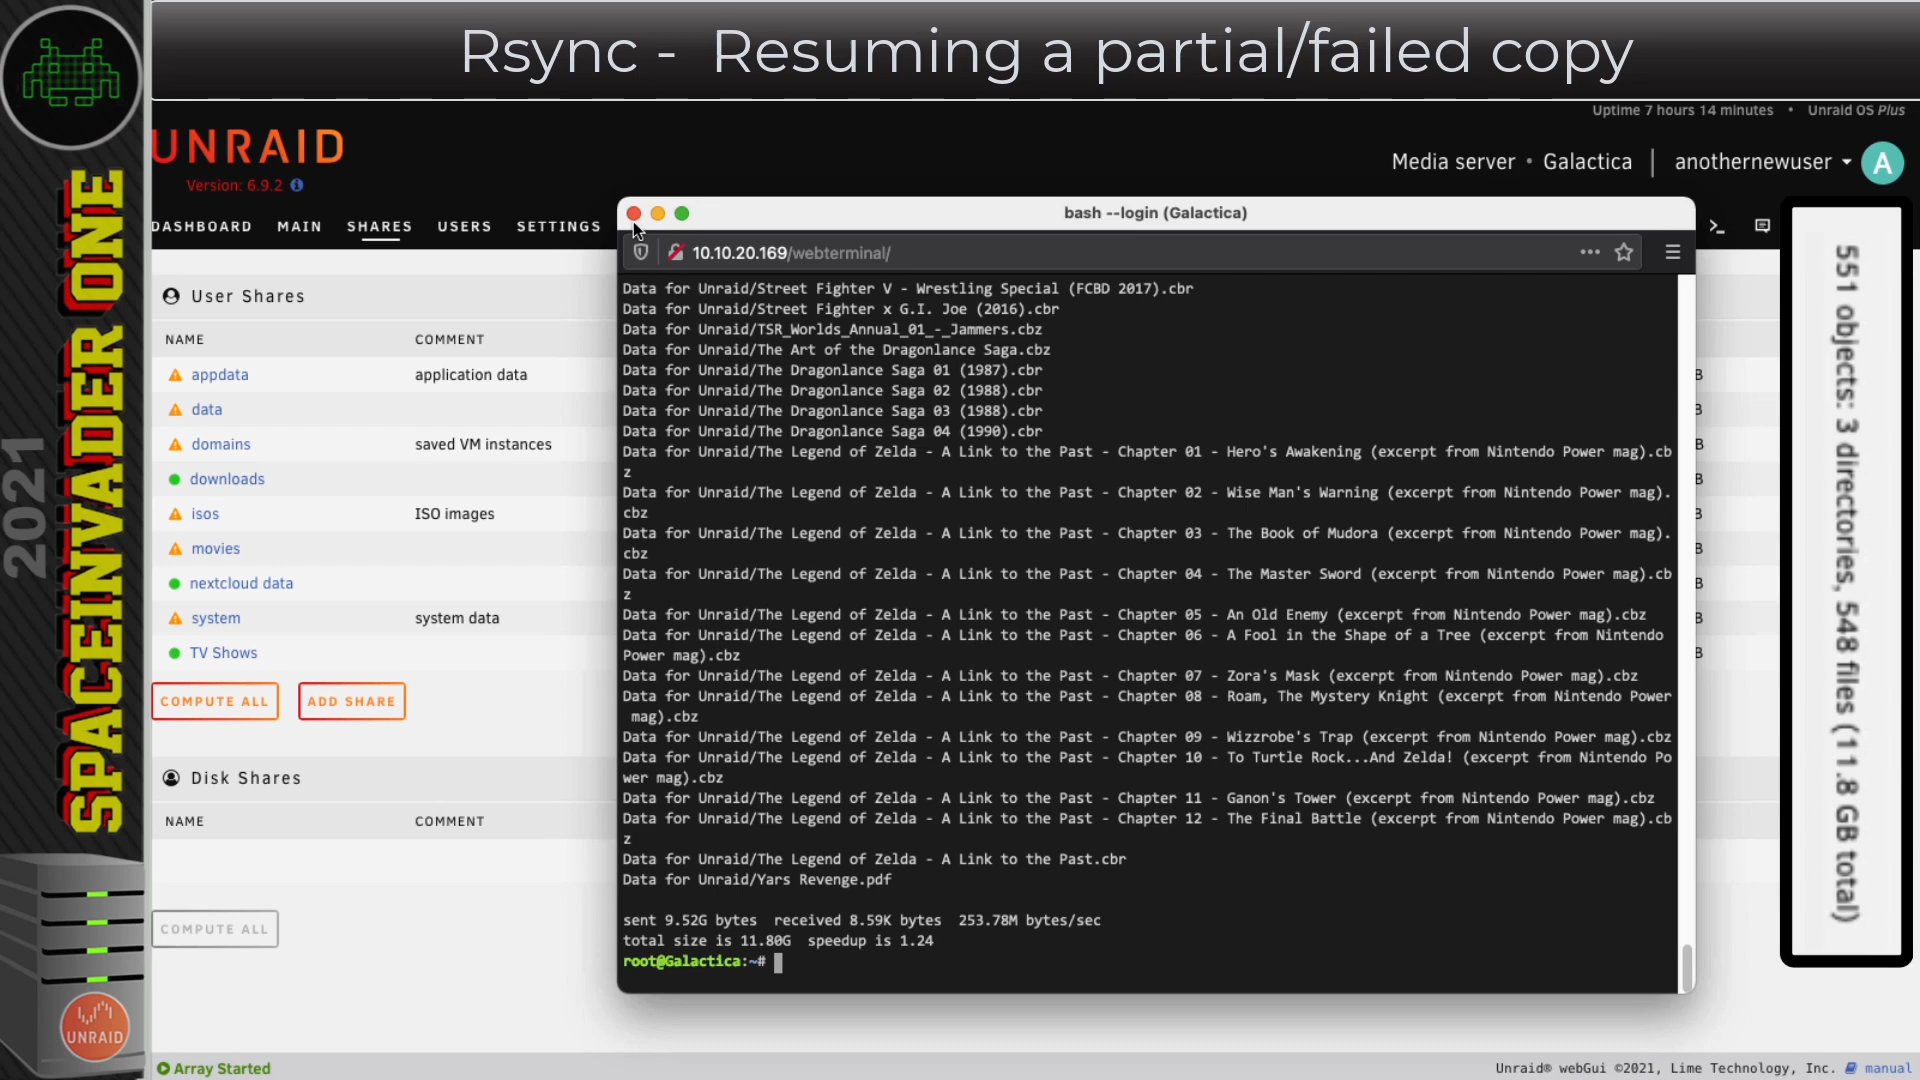 Rsync -  Resuming a partial/failed copy
Uptime 7 hours 14 minutes • Unraid OS Plus
UNRAID
Version: 6.9.2
Media server • Galactica | anothernewuser
A
DASHBOARD MAIN SHARES USERS SETTINGS
2021
SPACEINVADER ONE
UNRAID
User Shares
NAME COMMENT
appdata application data
data
domains saved VM instances
downloads
isos ISO images
movies
nextcloud data
system system data
TV Shows
COMPUTE ALL ADD SHARE
Disk Shares
NAME COMMENT
COMPUTE ALL
bash --login (Galactica)
10.10.20.169/webterminal/
Data for Unraid/Street Fighter V - Wrestling Special (FCBD 2017).cbr
Data for Unraid/Street Fighter x G.I. Joe (2016).cbr
Data for Unraid/TSR_Worlds_Annual_01_-_Jammers.cbz
Data for Unraid/The Art of the Dragonlance Saga.cbz
Data for Unraid/The Dragonlance Saga 01 (1987).cbr
Data for Unraid/The Dragonlance Saga 02 (1988).cbr
Data for Unraid/The Dragonlance Saga 03 (1988).cbr
Data for Unraid/The Dragonlance Saga 04 (1990).cbr
Data for Unraid/The Legend of Zelda - A Link to the Past - Chapter 01 - Hero's Awakening (excerpt from Nintendo Power mag).cb
z
Data for Unraid/The Legend of Zelda - A Link to the Past - Chapter 02 - Wise Man's Warning (excerpt from Nintendo Power mag).
cbz
Data for Unraid/The Legend of Zelda - A Link to the Past - Chapter 03 - The Book of Mudora (excerpt from Nintendo Power mag).
cbz
Data for Unraid/The Legend of Zelda - A Link to the Past - Chapter 04 - The Master Sword (excerpt from Nintendo Power mag).cb
z
Data for Unraid/The Legend of Zelda - A Link to the Past - Chapter 05 - An Old Enemy (excerpt from Nintendo Power mag).cbz
Data for Unraid/The Legend of Zelda - A Link to the Past - Chapter 06 - A Fool in the Shape of a Tree (excerpt from Nintendo
Power mag).cbz
Data for Unraid/The Legend of Zelda - A Link to the Past - Chapter 07 - Zora's Mask (excerpt from Nintendo Power mag).cbz
Data for Unraid/The Legend of Zelda - A Link to the Past - Chapter 08 - Roam, The Mystery Knight (excerpt from Nintendo Power
mag).cbz
Data for Unraid/The Legend of Zelda - A Link to the Past - Chapter 09 - Wizzrobe's Trap (excerpt from Nintendo Power mag).cbz
Data for Unraid/The Legend of Zelda - A Link to the Past - Chapter 10 - To Turtle Rock...And Zelda! (excerpt from Nintendo Po
wer mag).cbz
Data for Unraid/The Legend of Zelda - A Link to the Past - Chapter 11 - Ganon's Tower (excerpt from Nintendo Power mag).cbz
Data for Unraid/The Legend of Zelda - A Link to the Past - Chapter 12 - The Final Battle (excerpt from Nintendo Power mag).cb
z
Data for Unraid/The Legend of Zelda - A Link to the Past.cbr
Data for Unraid/Yars Revenge.pdf
sent 9.52G bytes  received 8.59K bytes  253.78M bytes/sec
total size is 11.80G  speedup is 1.24
root@Galactica:~#
B
B
B
B
B
B
B
B
B
551 objects: 3 directories, 548 files (11.8 GB total)
Array Started
Unraid® webGui ©2021, Lime Technology, Inc. manual